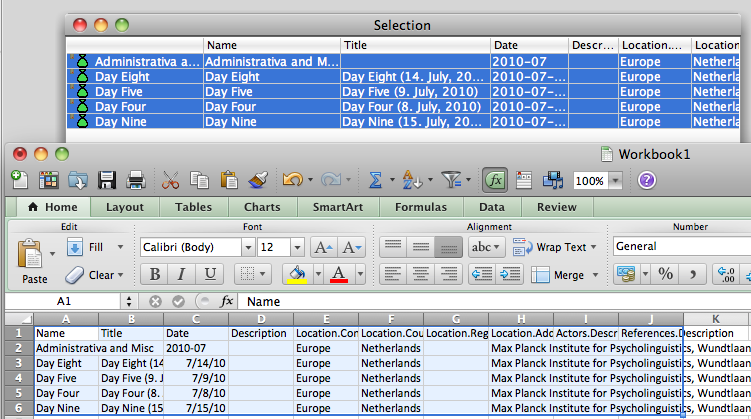 Selection
Name Title Date Descr... Location.... Location
Administrativa a... Administrativa and M... 2010-07 Europe Netherla
Day Eight Day Eight Day Eight (14. July, 20... 2010-07-... Europe Netherla
Day Five Day Five Day Five (9. July, 2010) 2010-07-... Europe Netherla
Day Four Day Four Day Four (8. July, 2010) 2010-07-... Europe Netherla
Day Nine Day Nine Day Nine (15. July, 20... 2010-07-... Europe Netherla
Workbook1
fx 100% ?
Home Layout Tables Charts SmartArt Formulas Data Review
Edit Font Alignment Number
Fill Calibri (Body) 12 A A abc Wrap Text General
Paste Clear B I U A Merge % , .0 .00
A1 fx Name
A B C D E F G H I J K
1 Name Title Date Description Location.Con Location.Cou Location.Reg Location.Add Actors.Descr References.Description
2 Administrativa and Misc 2010-07 Europe Netherlands Max Planck Institute for Psycholinguistics, Wundtlaan
3 Day Eight Day Eight (14 7/14/10 Europe Netherlands Max Planck Institute for Psycholinguistics, Wundtlaan
4 Day Five Day Five (9. J 7/9/10 Europe Netherlands Max Planck Institute for Psycholinguistics, Wundtlaan
5 Day Four Day Four (8. 7/8/10 Europe Netherlands Max Planck Institute for Psycholinguistics, Wundtlaan
6 Day Nine Day Nine (15 7/15/10 Europe Netherlands Max Planck Institute for Psycholinguistics, Wundtlaan